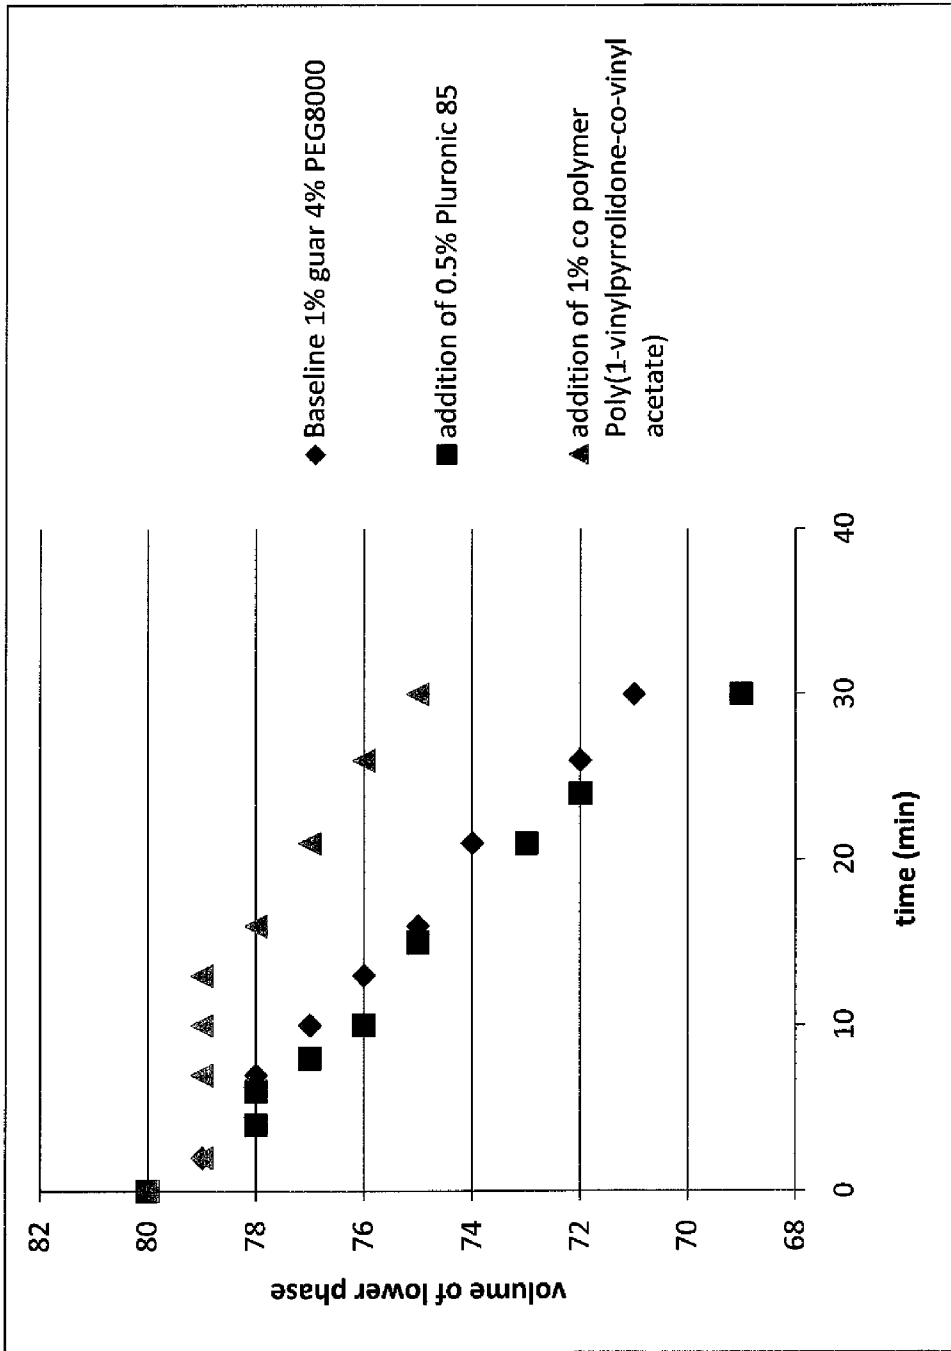 82
80
78
76
74
72
70
68
volume of lower phase
0
10
20
30
40
time (min)
Baseline 1% guar 4% PEG8000
addition of 0.5% Pluronic 85
addition of 1% co polymer
Poly(1-vinylpyrrolidone-co-vinyl
acetate)